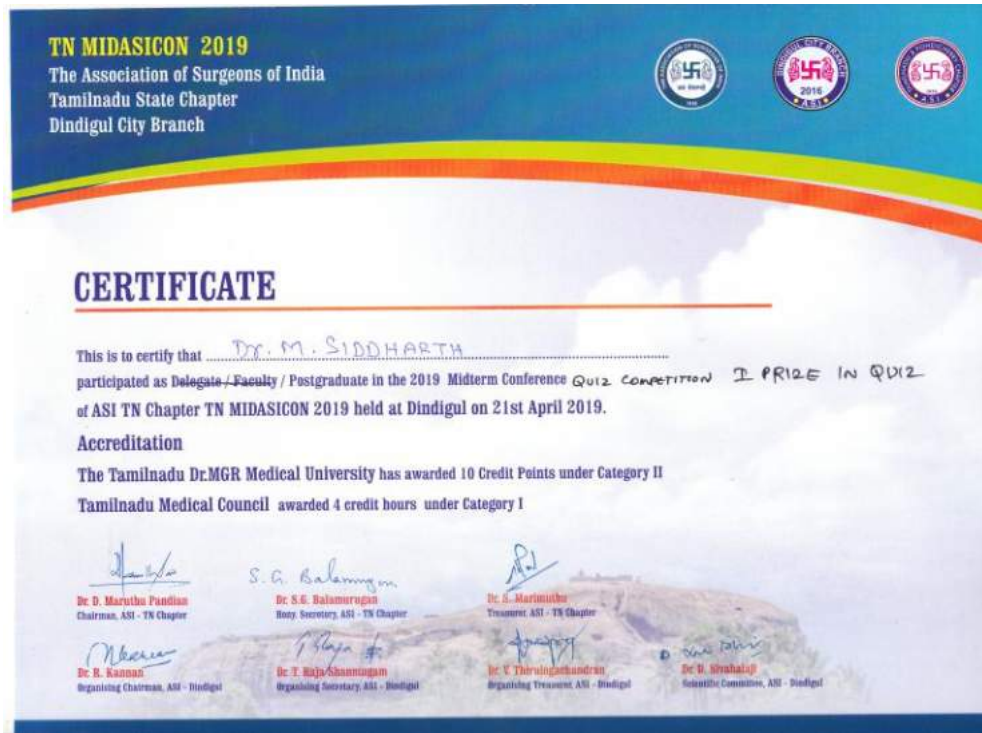 TN MIDASICON 2019
The Association of Surgeons of India
Tamilnadu State Chapter
Dindigul City Branch
DINDIGUL CITY BRANCH
2016
ASI
CERTIFICATE
This is to certify that Dr. M. SIDDHARTH
participated as Delegate / Faculty / Postgraduate in the 2019 Midterm Conference QUIZ COMPETITION I PRIZE IN QUIZ
of ASI TN Chapter TN MIDASICON 2019 held at Dindigul on 21st April 2019.
Accreditation
The Tamilnadu Dr.MGR Medical University has awarded 10 Credit Points under Category II
Tamilnadu Medical Council awarded 4 credit hours under Category I
S. G. Balamurugan
Dr. D. Maruthu Pandian
Dr. S.G. Balamurugan
Dr. S. Marimuthu
Chairman, ASI - TN Chapter
Hony. Secretary, ASI - TN Chapter
Treasurer, ASI - TN Chapter
Dr. R. Kannan
Dr. T. Raja Shanmugam
Dr. V. Thirulngachandran
Dr. D. Sivabalaji
Organising Chairman, ASI - Dindigul
Organising Secretary, ASI - Dindigul
Organising Treasurer, ASI - Dindigul
Scientific Committee, ASI - Dindigul